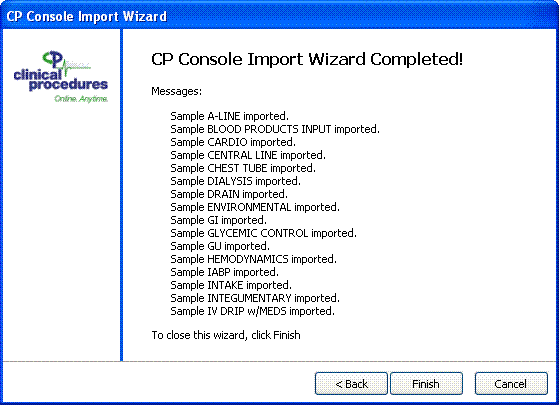 CP Console Import Wizard
CP
clinical
procedures
Online. Anytime.
CP Console Import Wizard Completed!
Messages:
Sample A-LINE imported.
Sample BLOOD PRODUCTS INPUT imported.
Sample CARDIO imported.
Sample CENTRAL LINE imported.
Sample CHEST TUBE imported.
Sample DIALYSIS imported.
Sample DRAIN imported.
Sample ENVIRONMENTAL imported.
Sample GI imported.
Sample GLYCEMIC CONTROL imported.
Sample GU imported.
Sample HEMODYNAMICS imported.
Sample IABP imported.
Sample INTAKE imported.
Sample INTEGUMENTARY imported.
Sample IV DRIP w/MEDS imported.
To close this wizard, click Finish
< Back Finish Cancel